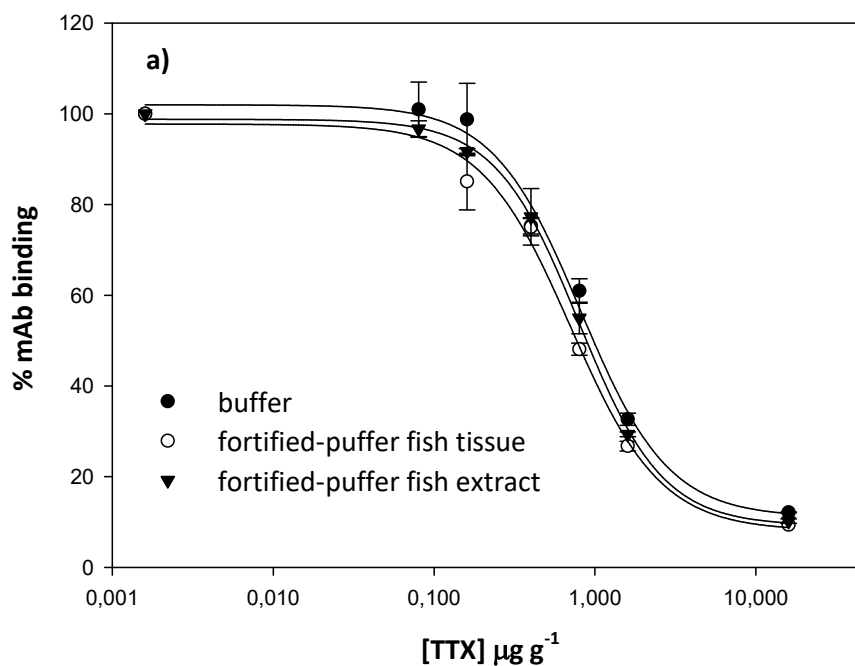 120
a)
100
80
60
40
20
0
% mAb binding
buffer
fortified-puffer fish tissue
fortified-puffer fish extract
0,001 0,010 0,100 1,000 10,000
[TTX] µg g⁻¹